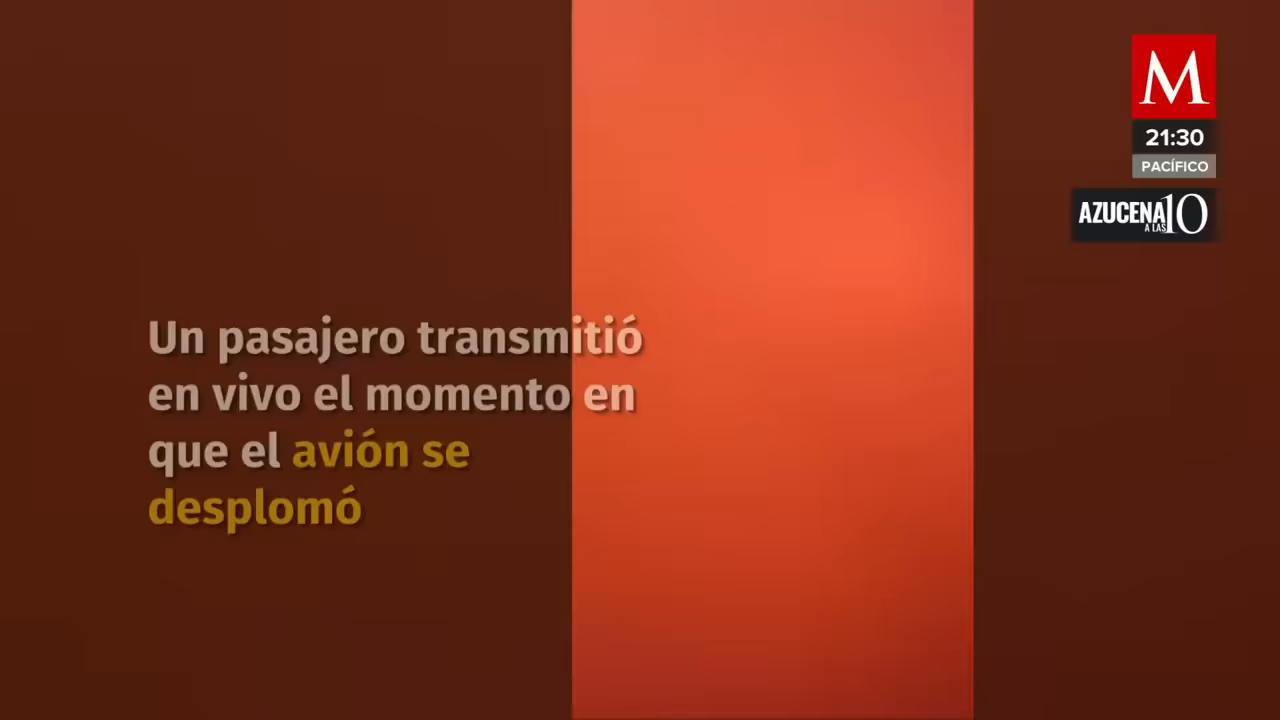 M
21:30
PACÍFICO
AZUCENA
A LAS 10
Un pasajero transmitió
en vivo el momento en
que el avión se
desplomó